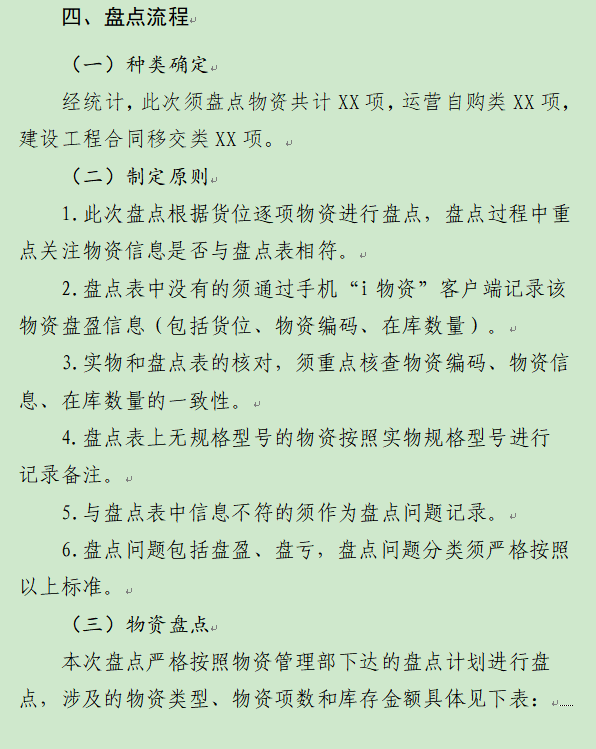 四、盘点流程
（一）种类确定
经统计，此次须盘点物资共计 XX 项，运营自购类 XX 项，
建设工程合同移交类 XX 项。
（二）制定原则
1.此次盘点根据货位逐项物资进行盘点，盘点过程中重
点关注物资信息是否与盘点表相符。
2.盘点表中没有的须通过手机“i 物资”客户端记录该
物资盘盈信息（包括货位、物资编码、在库数量）。
3.实物和盘点表的核对，须重点核查物资编码、物资信
息、在库数量的一致性。
4.盘点表上无规格型号的物资按照实物规格型号进行
记录备注。
5.与盘点表中信息不符的须作为盘点问题记录。
6.盘点问题包括盘盈、盘亏，盘点问题分类须严格按照
以上标准。
（三）物资盘点
本次盘点严格按照物资管理部下达的盘点计划进行盘
点，涉及的物资类型、物资项数和库存金额具体见下表：